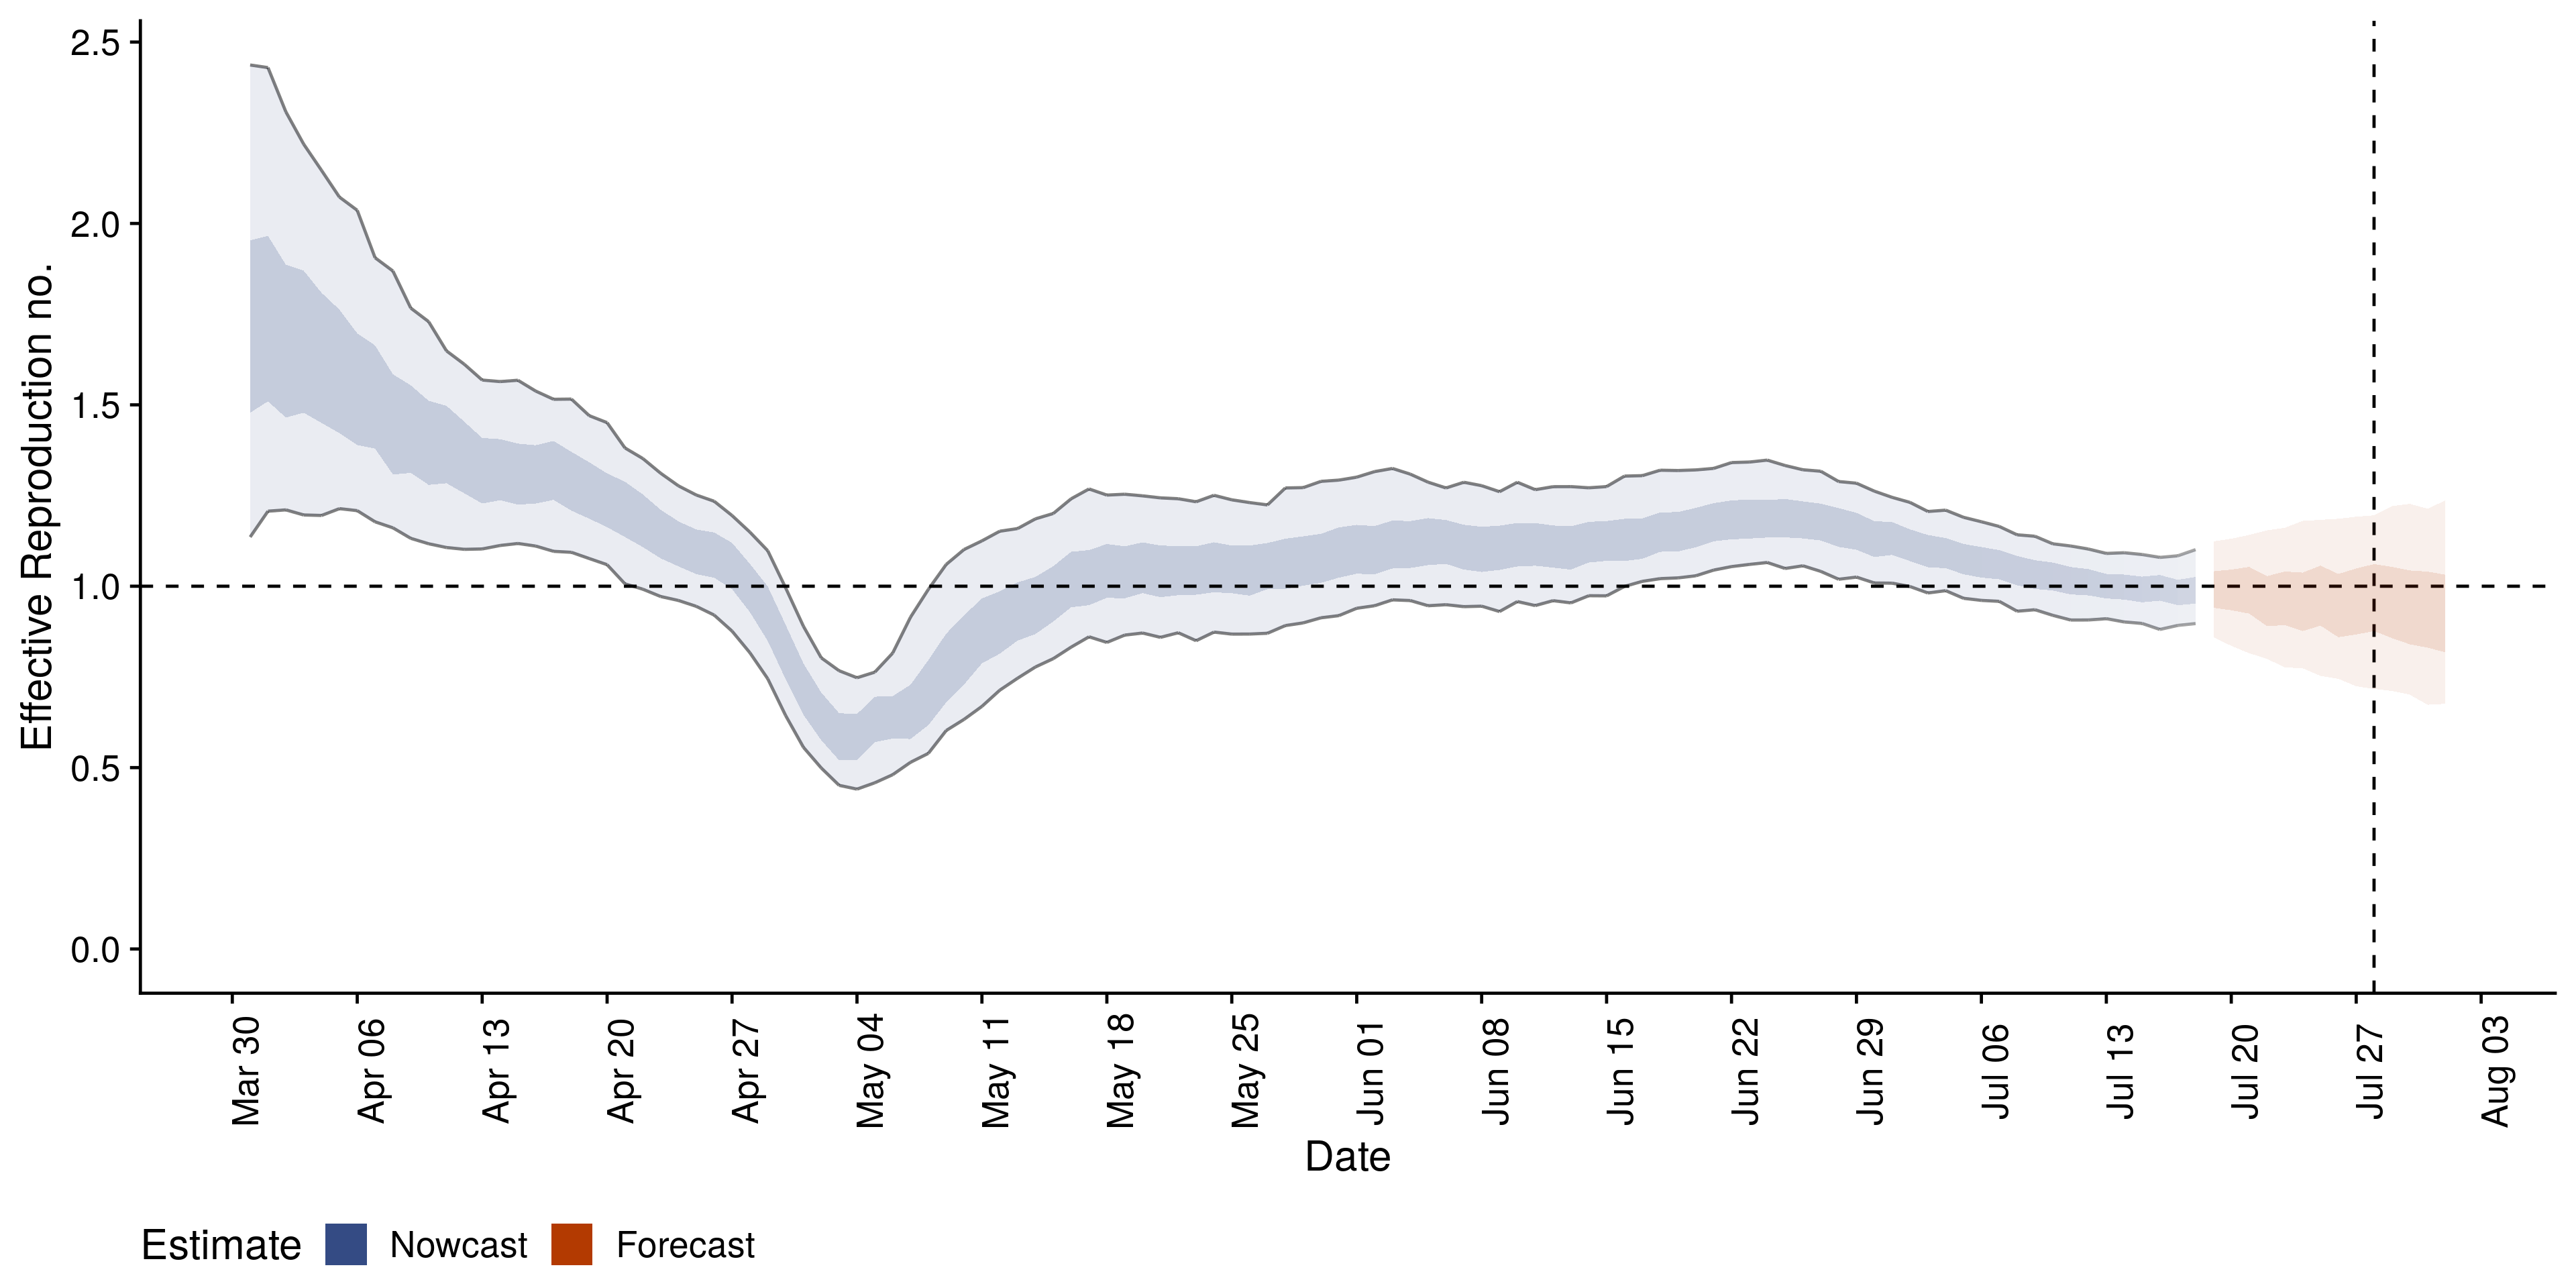 Effective Reproduction no.
2.5
2.0
1.5
1.0
0.5
0.0
Mar 30
Apr 06
Apr 13
Apr 20
Apr 27
May 04
May 11
May 18
May 25
Jun 01
Jun 08
Jun 15
Jun 22
Jun 29
Jul 06
Jul 13
Jul 20
Jul 27
Aug 03
Date
Estimate Nowcast Forecast